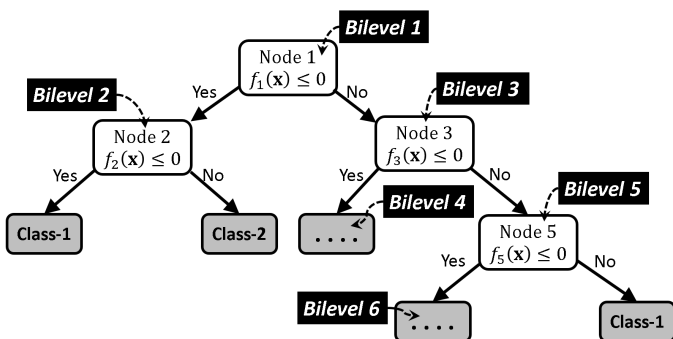 Bilevel 1
Node 1
f₁(x) ≤ 0
Yes
No
Bilevel 2
Bilevel 3
Node 2
f₂(x) ≤ 0
Node 3
f₃(x) ≤ 0
Yes
No
Yes
No
Bilevel 4
Bilevel 5
Class-1
Class-2
....
Node 5
f₅(x) ≤ 0
Yes
No
Bilevel 6
....
Class-1